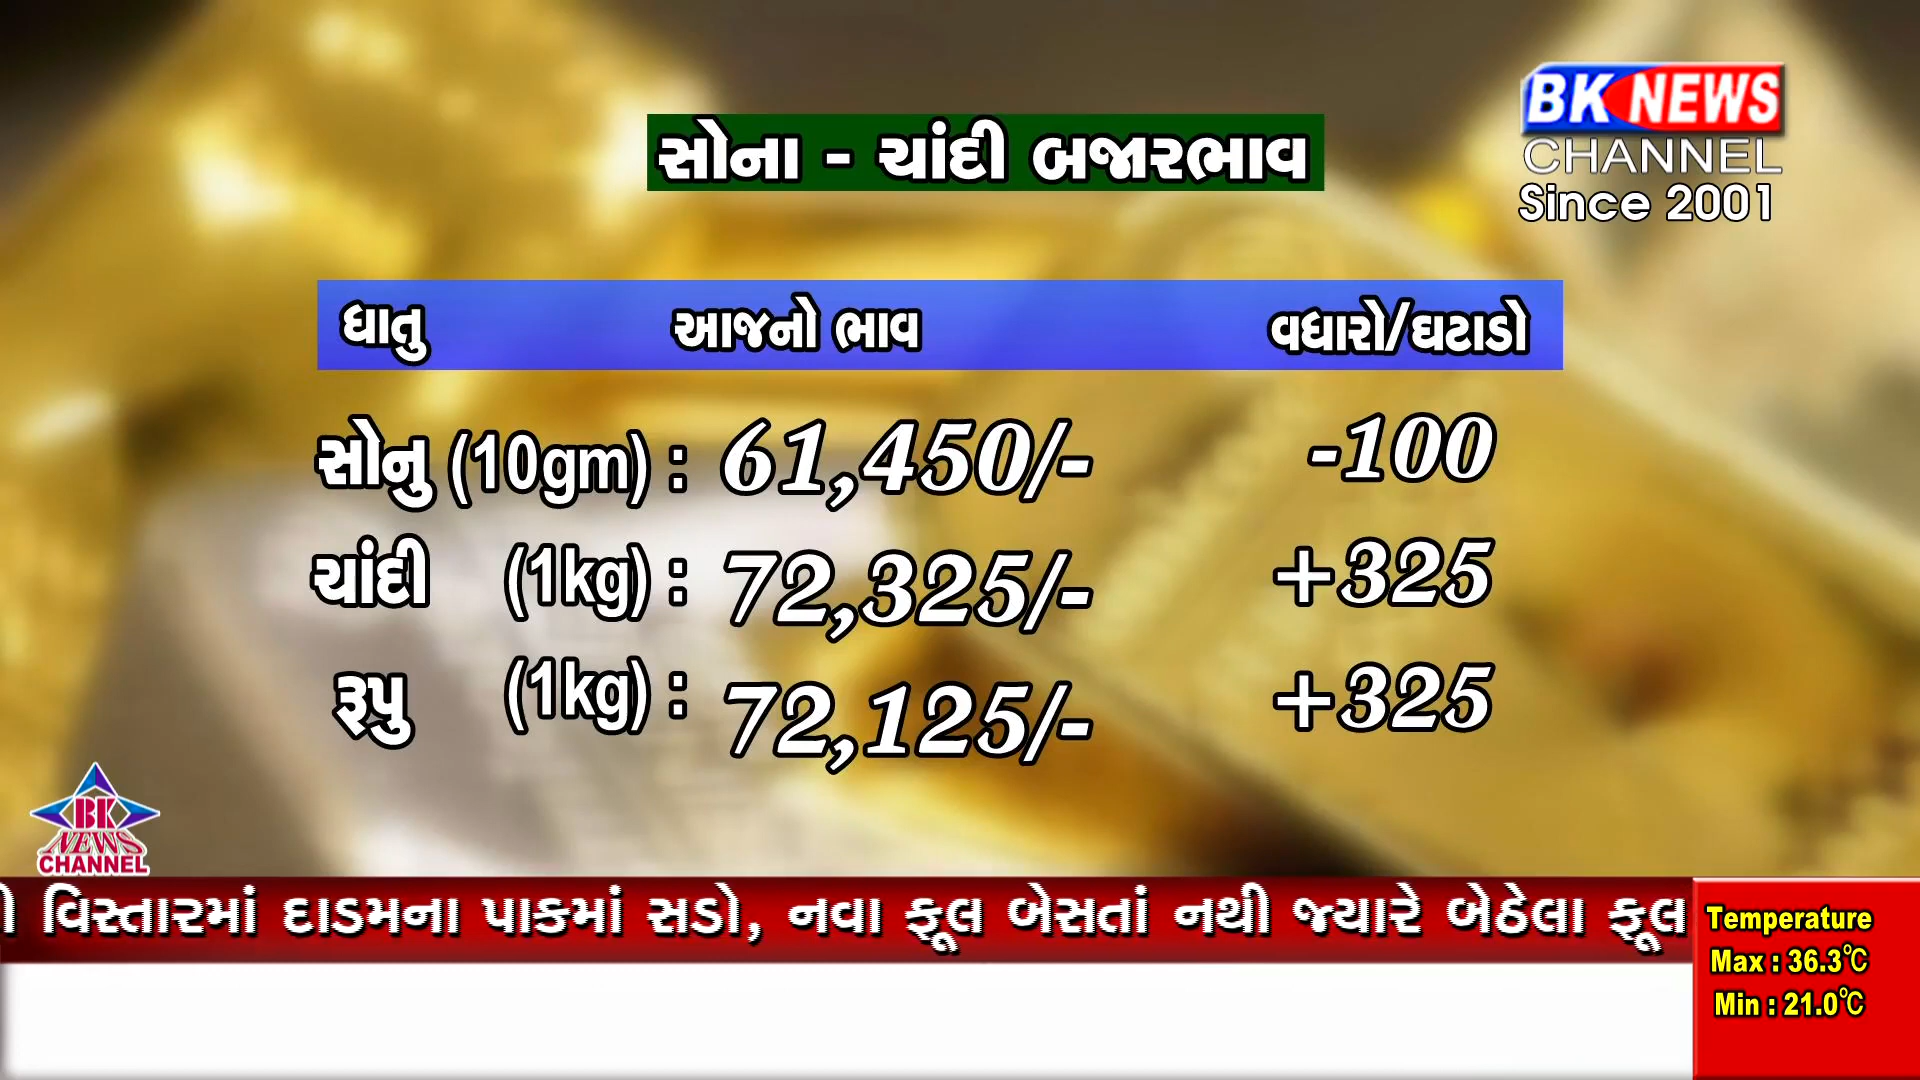 BK NEWS
CHANNEL
Since 2001
સોના - ચાંદી બજારભાવ
ધાતુ આજનો ભાવ વધારો/ઘટાડો
સોનુ (10gm) : 61,450/- -100
ચાંદી (1kg) : 72,325/- +325
રૂપુ (1kg) : 72,125/- +325
BK
NEWS
CHANNEL
વિસ્તારમાં દાડમના પાકમાં સડો, નવા ફૂલ બેસતાં નથી જ્યારે બેઠેલા ફૂલ
Temperature
Max : 36.3℃
Min : 21.0℃